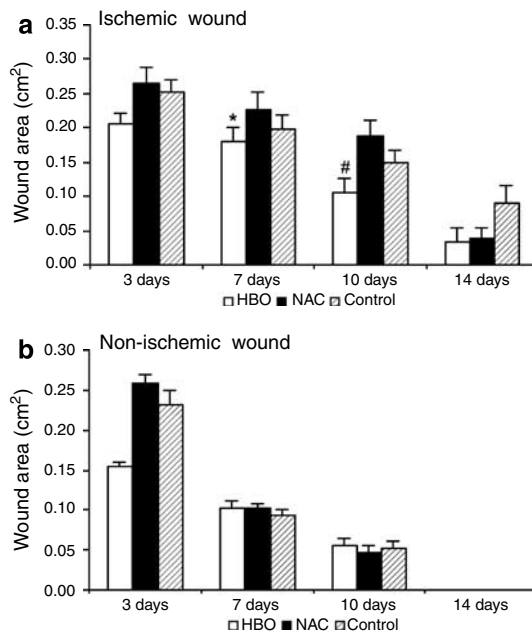 a
Ischemic wound
Wound area (cm²)
0.30
0.25
0.20
0.15
0.10
0.05
0.00
*
#
3 days 7 days 10 days 14 days
HBO NAC Control
b
Non-ischemic wound
Wound area (cm²)
0.30
0.25
0.20
0.15
0.10
0.05
0.00
3 days 7 days 10 days 14 days
HBO NAC Control